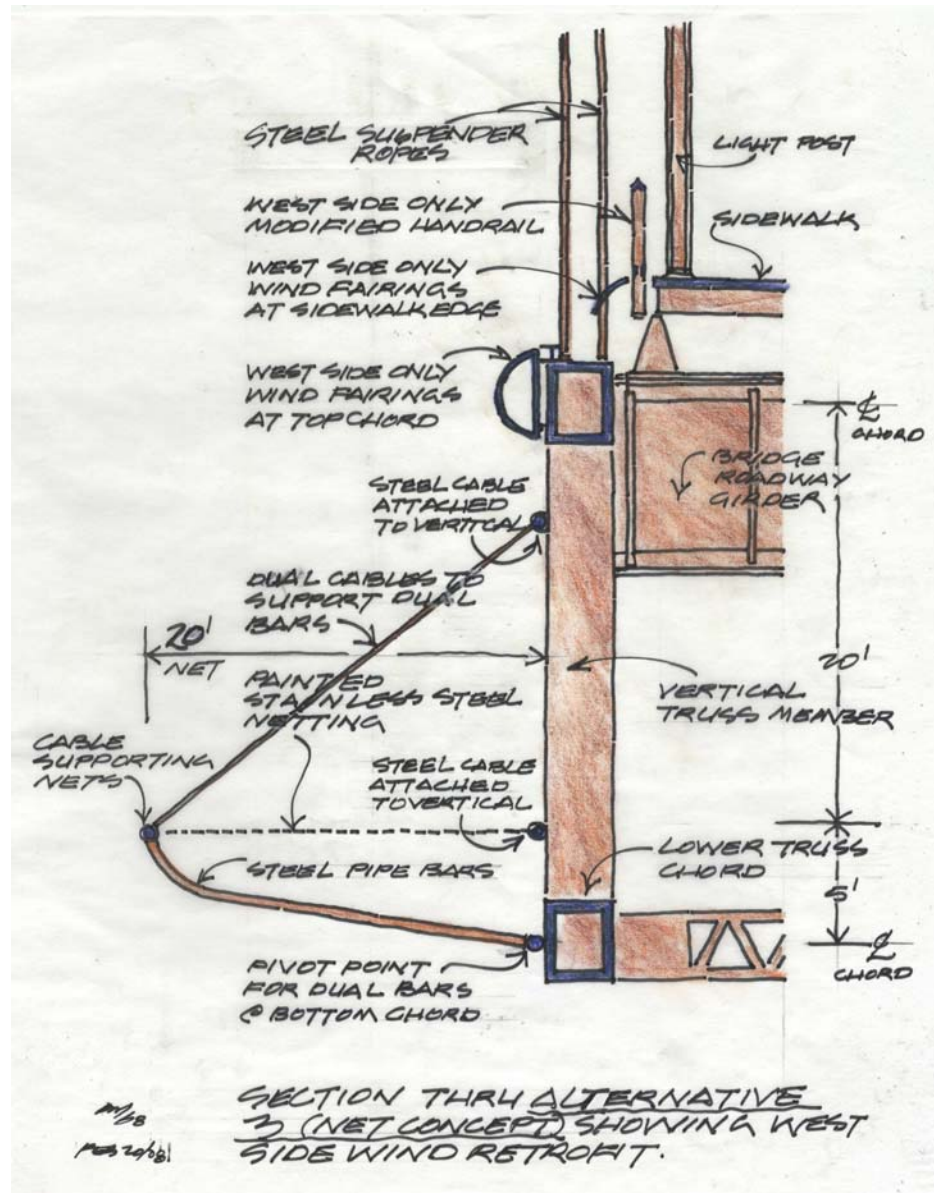 STEEL SUSPENDER
ROPES
LIGHT POST
WEST SIDE ONLY
MODIFIED HANDRAIL
SIDEWALK
WEST SIDE ONLY
WIND FAIRINGS
AT SIDEWALK EDGE
WEST SIDE ONLY
WIND FAIRINGS
AT TOP CHORD
℄
CHORD
BRIDGE
ROADWAY
GIRDER
STEEL CABLE
ATTACHED
TO VERTICAL
DUAL CABLES TO
SUPPORT DUAL
BARS
20'
NET
PAINTED
STAINLESS STEEL
NETTING
20'
VERTICAL
TRUSS MEMBER
CABLE
SUPPORTING
NETS
STEEL CABLE
ATTACHED
TO VERTICAL
STEEL PIPE BARS
LOWER TRUSS
CHORD
5'
℄
CHORD
PIVOT POINT
FOR DUAL BARS
@ BOTTOM CHORD
SECTION THRU ALTERNATIVE
3 (NET CONCEPT) SHOWING WEST
SIDE WIND RETROFIT.